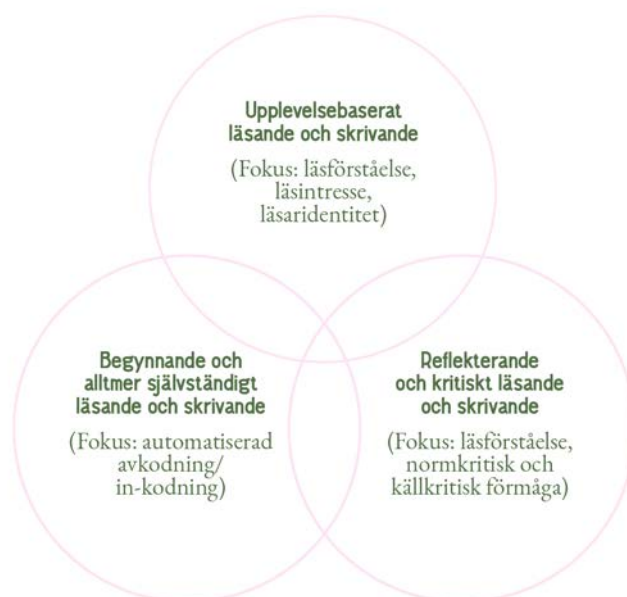 Upplevelsebaserat
läsande och skrivande
(Fokus: läsförståelse,
läsintresse,
läsaridentitet)
Begynnande och
alltmer självständigt
läsande och skrivande
(Fokus: automatiserad
avkodning/
in-kodning)
Reflekterande
och kritiskt läsande
och skrivande
(Fokus: läsförståelse,
normkritisk och
källkritisk förmåga)